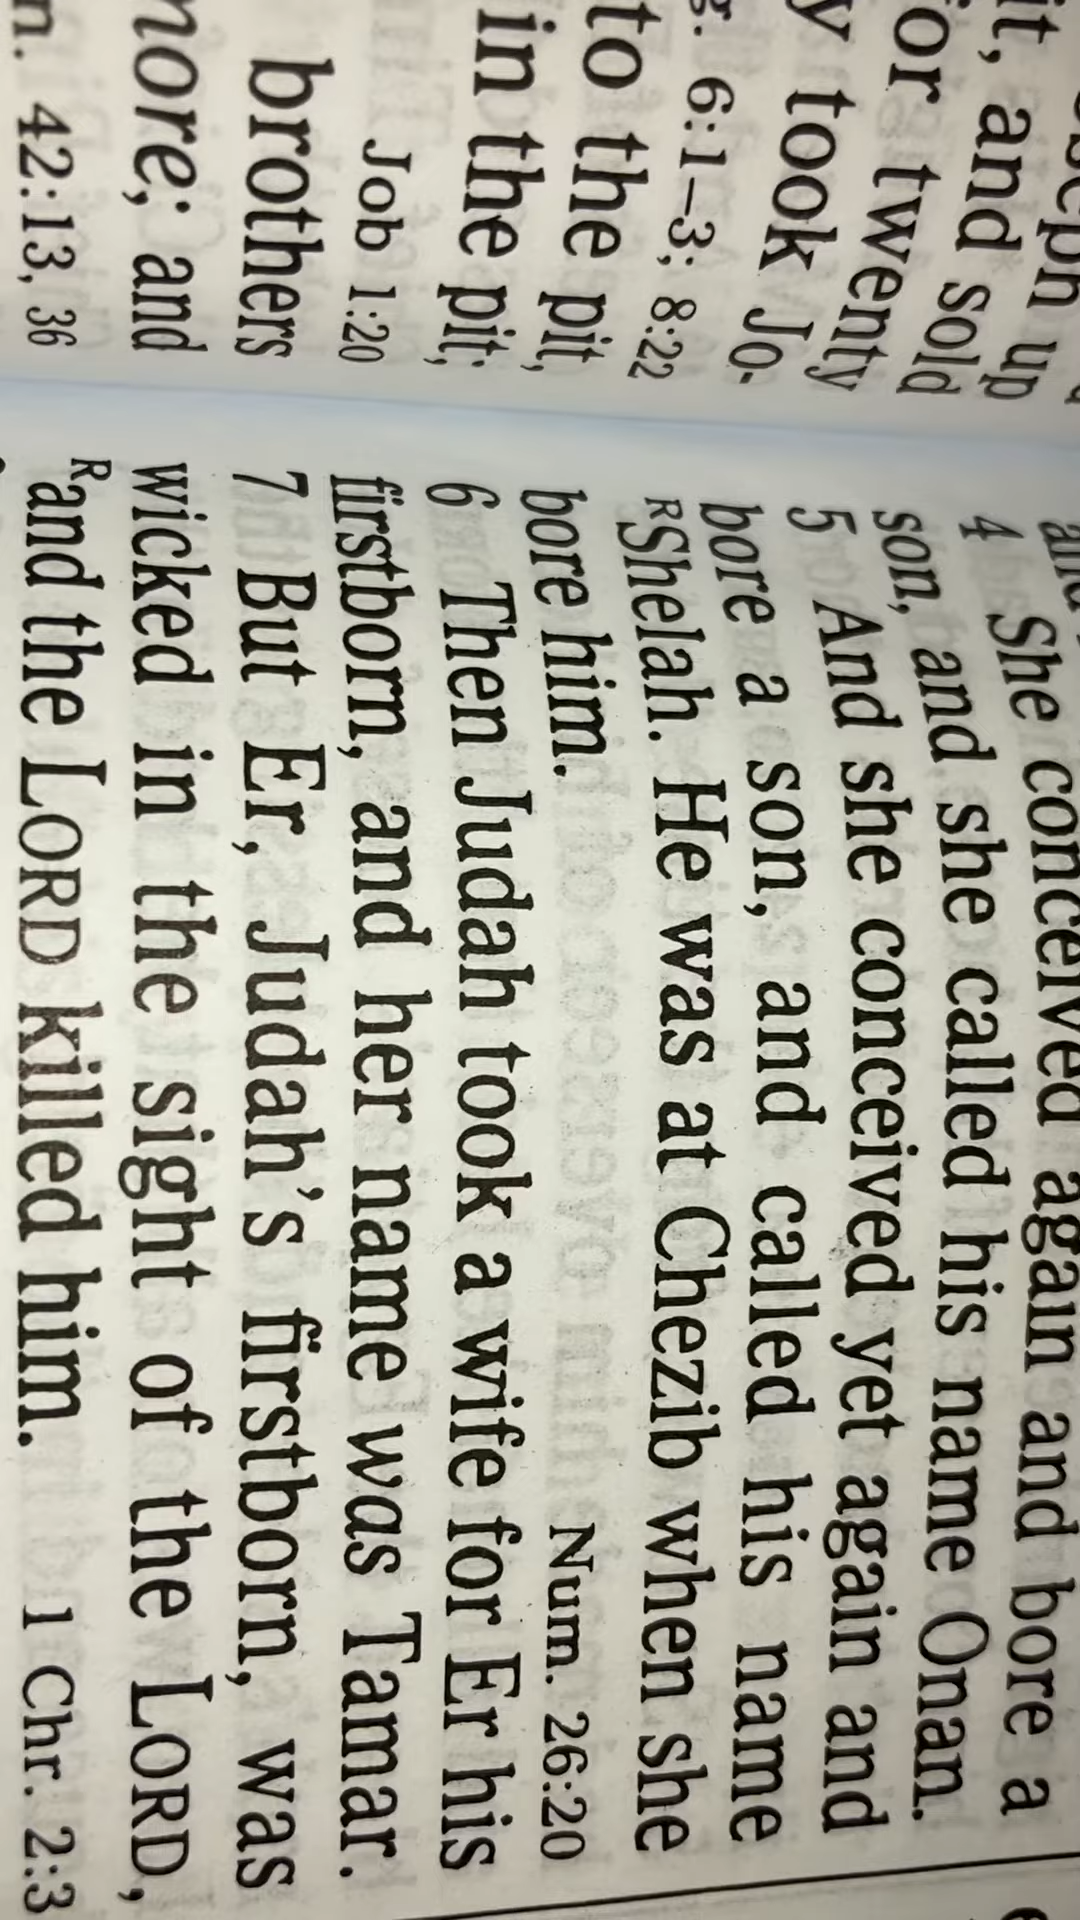 it, and sold
for twenty
y took Jo-
6:1–3; 8:22
to the pit,
in the pit;
Job 1:20
brothers
more; and
42:13, 36
4 She conceived again and bore a
son, and she called his name Onan.
5 And she conceived yet again and
bore a son, and called his name
RShelah. He was at Chezib when she
bore him. Num. 26:20
6 Then Judah took a wife for Er his
firstborn, and her name was Tamar.
7 But Er, Judah's firstborn, was
wicked in the sight of the LORD,
Rand the LORD killed him. 1 Chr. 2:3